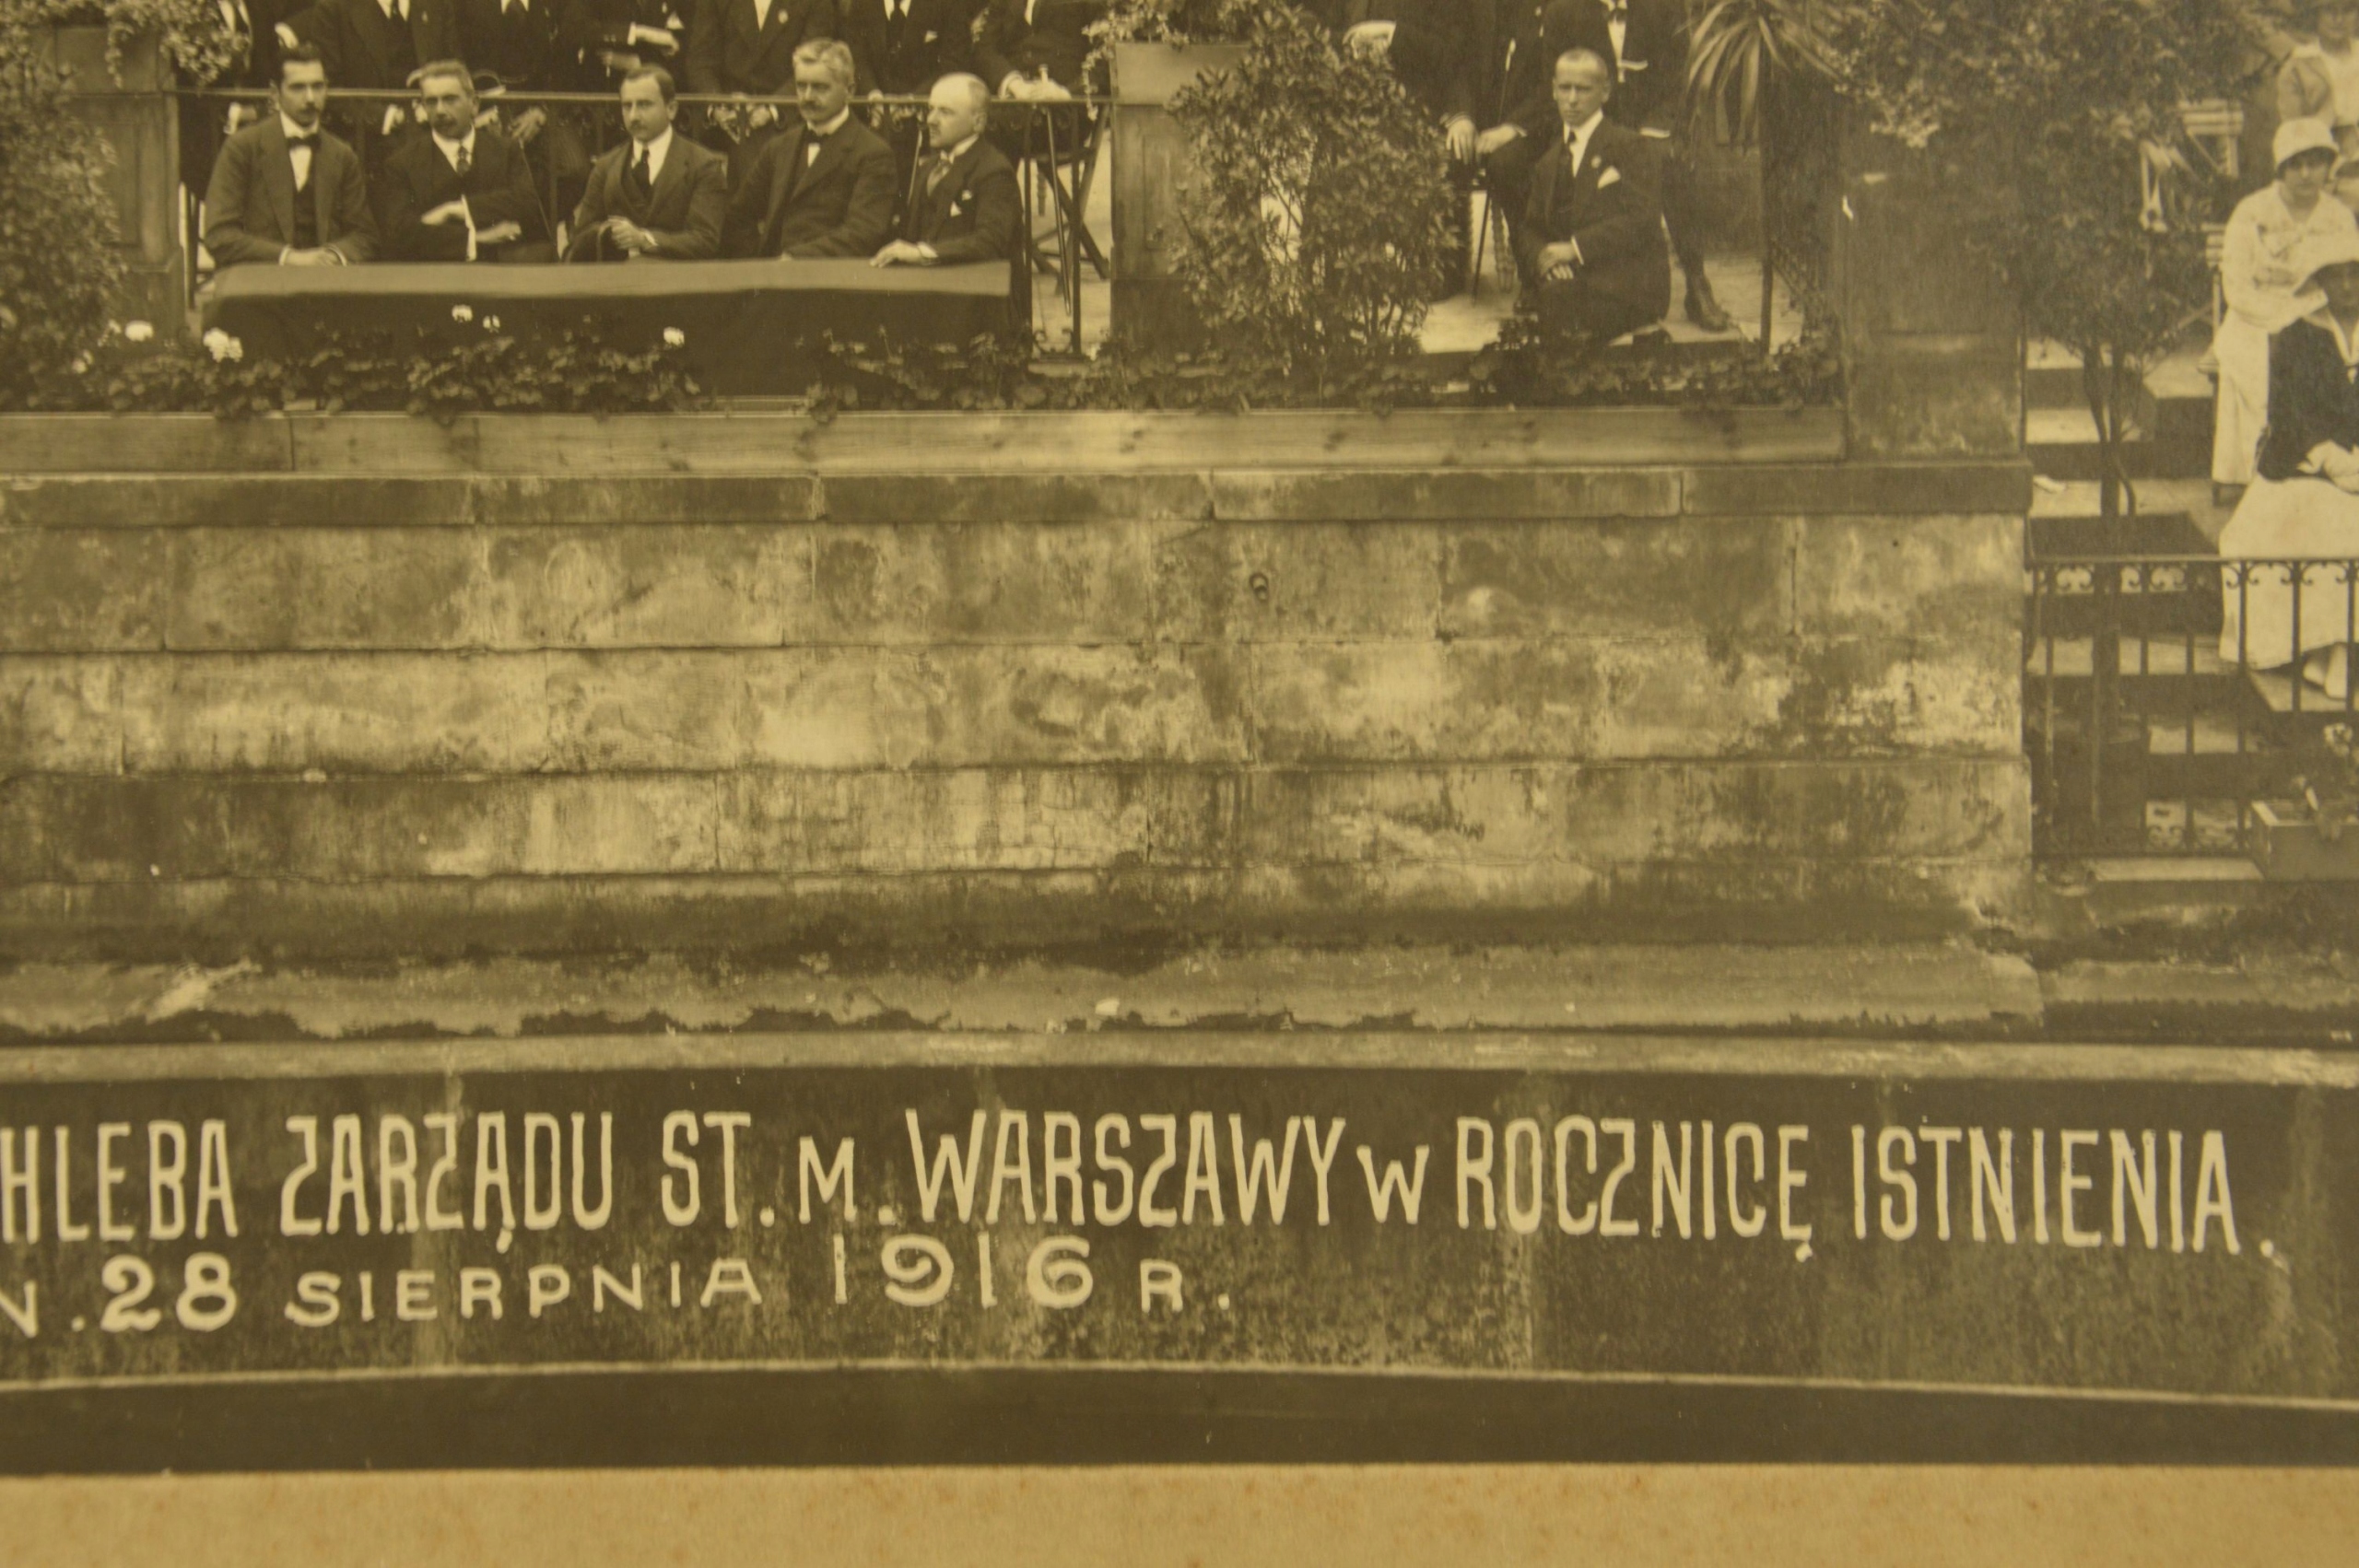 HLEBA ZARZĄDU ST. M. WARSZAWY W ROCZNICĘ ISTNIENIA.
N. 28 SIERPNIA 1916 R.